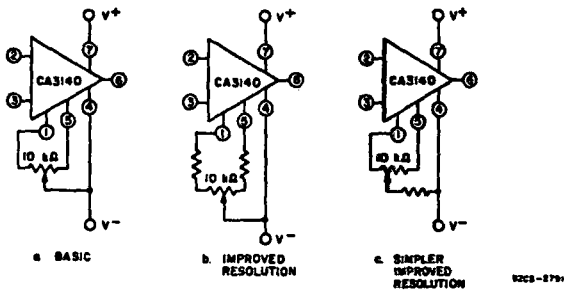 V+ V+ V+
7 7 7
2 CA3140 6 2 CA3140 6 2 CA3140 6
3 3 3
1 5 4 1 5 4 1 5 4
10 kΩ 10 kΩ 10 kΩ
V- V- V-
a. BASIC b. IMPROVED RESOLUTION c. SIMPLER IMPROVED RESOLUTION